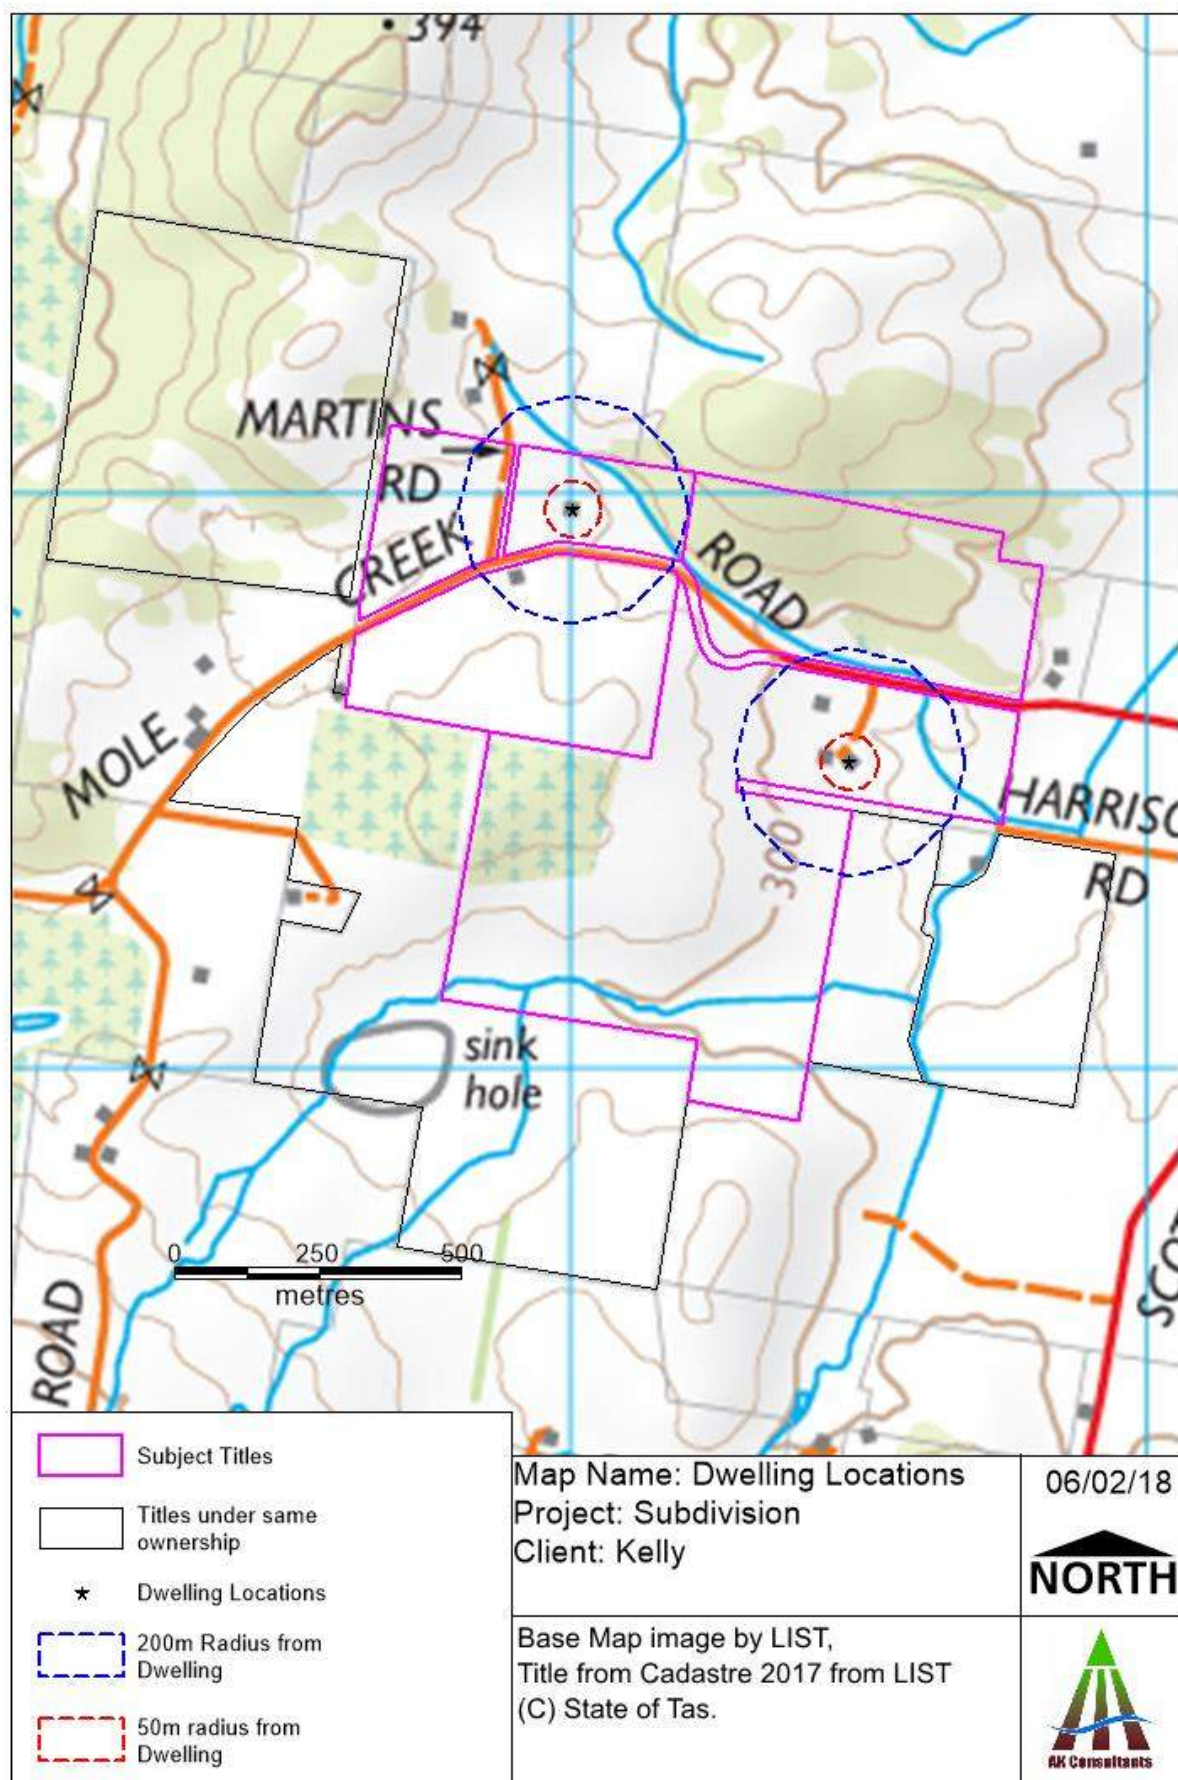 394
MARTINS
RD
CREEK
ROAD
MOLE
300
HARRISO
RD
sink
hole
0 250 500
metres
ROAD
SCO
Subject Titles
Titles under same
ownership
Dwelling Locations
200m Radius from
Dwelling
50m radius from
Dwelling
Map Name: Dwelling Locations
Project: Subdivision
Client: Kelly
06/02/18
NORTH
Base Map image by LIST,
Title from Cadastre 2017 from LIST
(C) State of Tas.
AK Consultants